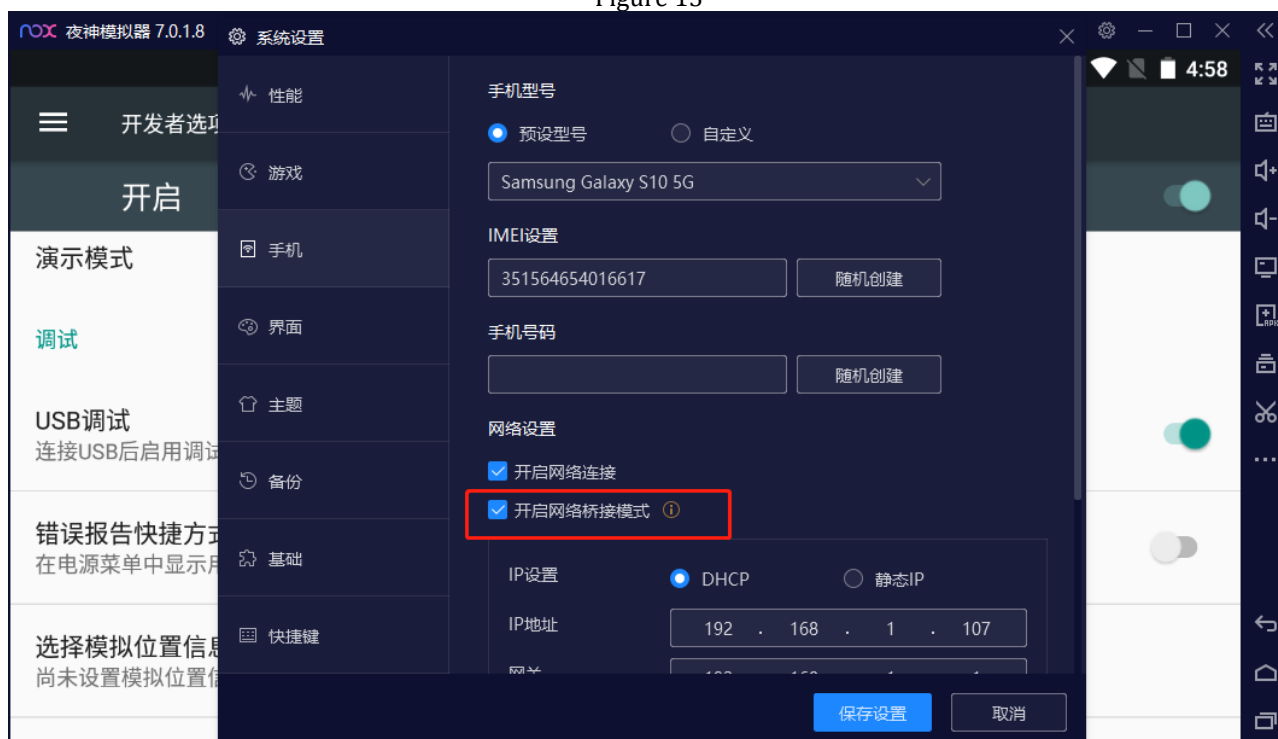 Figure 13
nox 夜神模拟器 7.0.1.8
系统设置
4:58
开发者选项
开启
演示模式
调试
USB调试
连接USB后启用调试
错误报告快捷方式
在电源菜单中显示用
选择模拟位置信息
尚未设置模拟位置信
性能
游戏
手机
界面
主题
备份
基础
快捷键
手机型号
预设型号
自定义
Samsung Galaxy S10 5G
IMEI设置
351564654016617
随机创建
手机号码
随机创建
网络设置
开启网络连接
开启网络桥接模式
IP设置
DHCP
静态IP
IP地址
192 . 168 . 1 . 107
网关
保存设置
取消